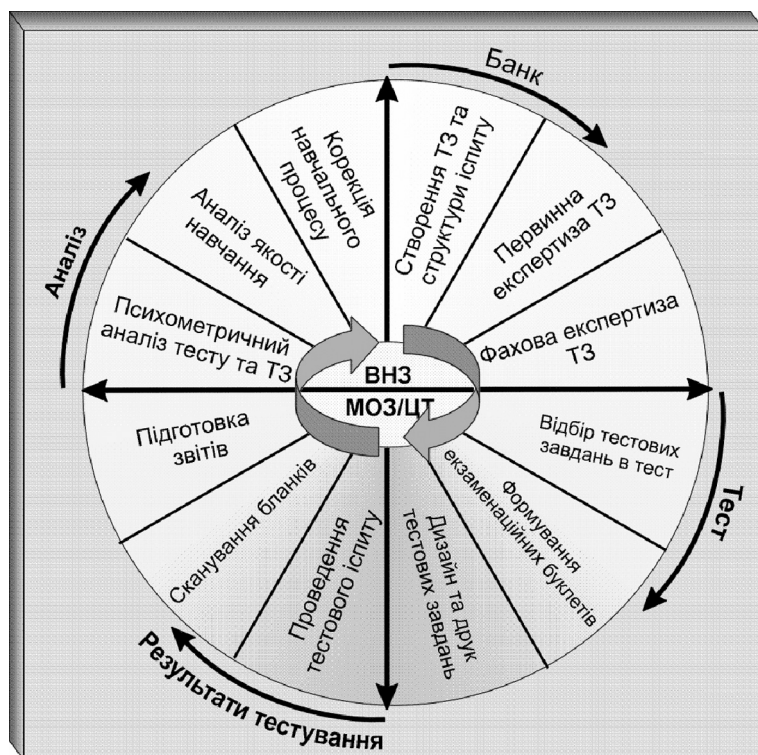 Банк
Створення ТЗ та
структури іспиту
Первинна
експертиза ТЗ
Фахова експертиза
ТЗ
Тест
Відбір тестових
завдань в тест
Формування
екзаменаційних буклетів
Дизайн та друк
тестових завдань
Результати тестування
Проведення
тестового іспиту
Сканування бланків
Підготовка
звітів
Аналіз
Психометричний
аналіз тесту та ТЗ
Аналіз якості
навчання
Корекція
навчального
процесу
ВНЗ
МОЗ/ЦТ